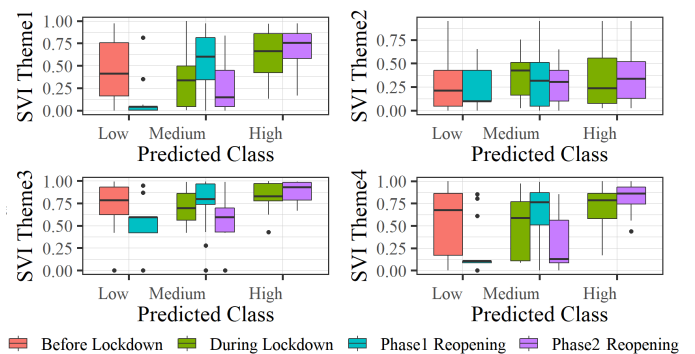 SVI Theme1
1.00
0.75
0.50
0.25
0.00
Low Medium High
Predicted Class
SVI Theme2
0.75
0.50
0.25
0.00
Low Medium High
Predicted Class
SVI Theme3
1.00
0.75
0.50
0.25
0.00
Low Medium High
Predicted Class
SVI Theme4
1.00
0.75
0.50
0.25
0.00
Low Medium High
Predicted Class
Before Lockdown During Lockdown Phase1 Reopening Phase2 Reopening